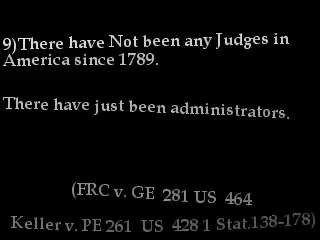 9)There have Not been any Judges in
America since 1789.
There have just been administrators.
(FRC v. GE 281 US 464
Keller v. PE 261 US 428 1 Stat.138-178)